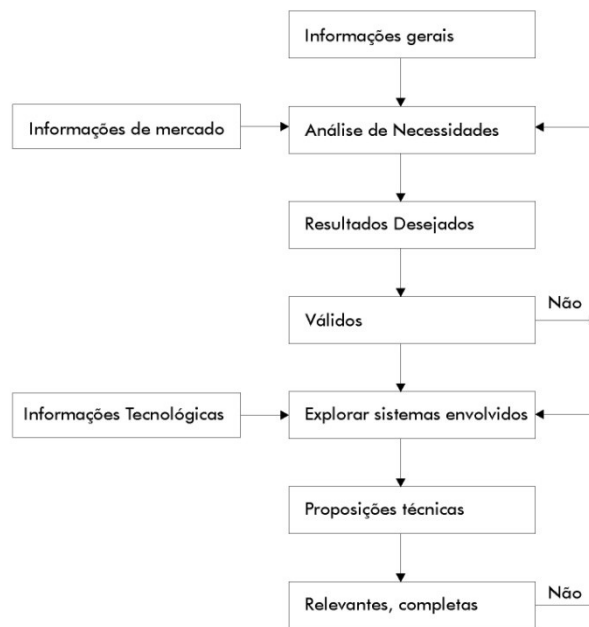 Informações gerais
Informações de mercado
Análise de Necessidades
Resultados Desejados
Válidos
Não
Informações Tecnológicas
Explorar sistemas envolvidos
Proposições técnicas
Relevantes, completas
Não